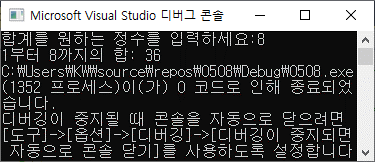 Microsoft Visual Studio 디버그 콘솔
합계를 원하는 정수를 입력하세요:8
1부터 8까지의 합: 36
C:\Users\K₩₩source₩repos₩0508₩Debug₩0508.exe
(1352 프로세스)이(가) 0 코드로 인해 종료되었
습니다.
디버깅이 중지될 때 콘솔을 자동으로 닫으려면
[도구]->[옵션]->[디버깅]->[디버깅이 중지되면
자동으로 콘솔 닫기]를 사용하도록 설정합니다